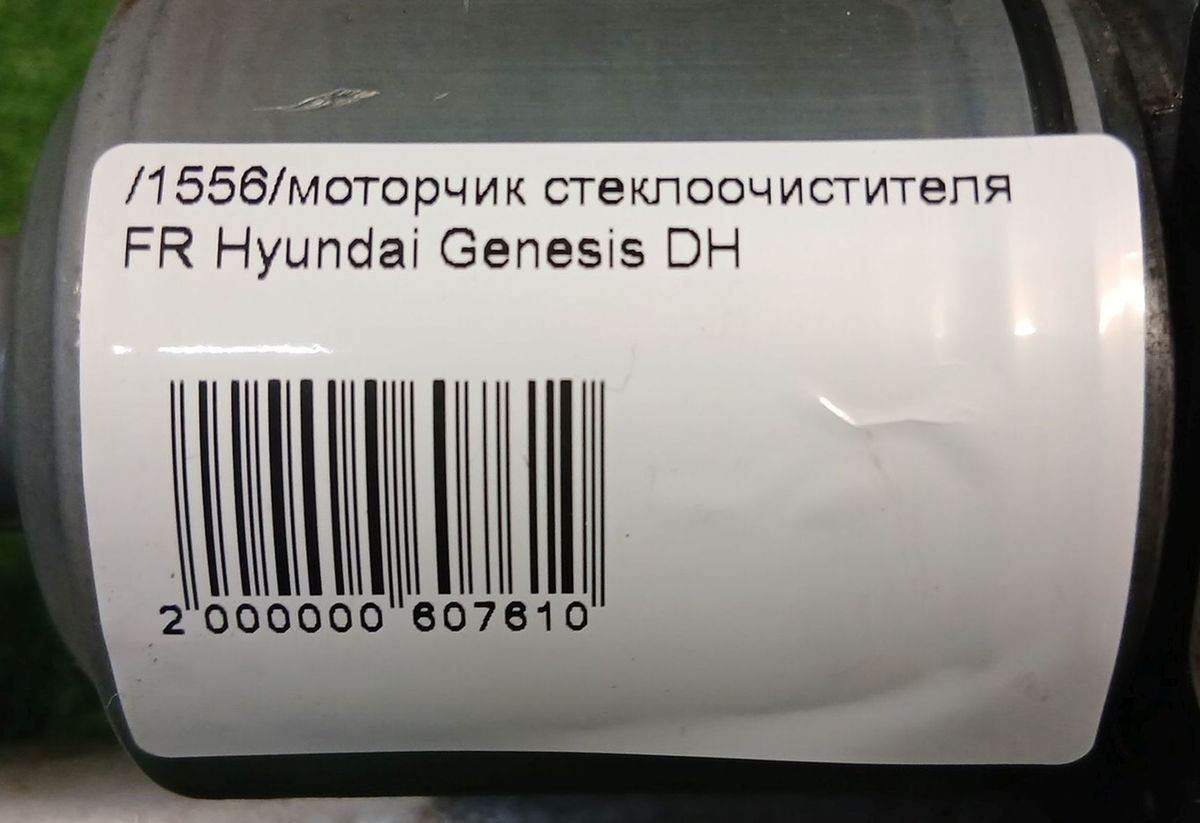 /1556/моторчик стеклоочистителя
FR Hyundai Genesis DH
2 000000 607610